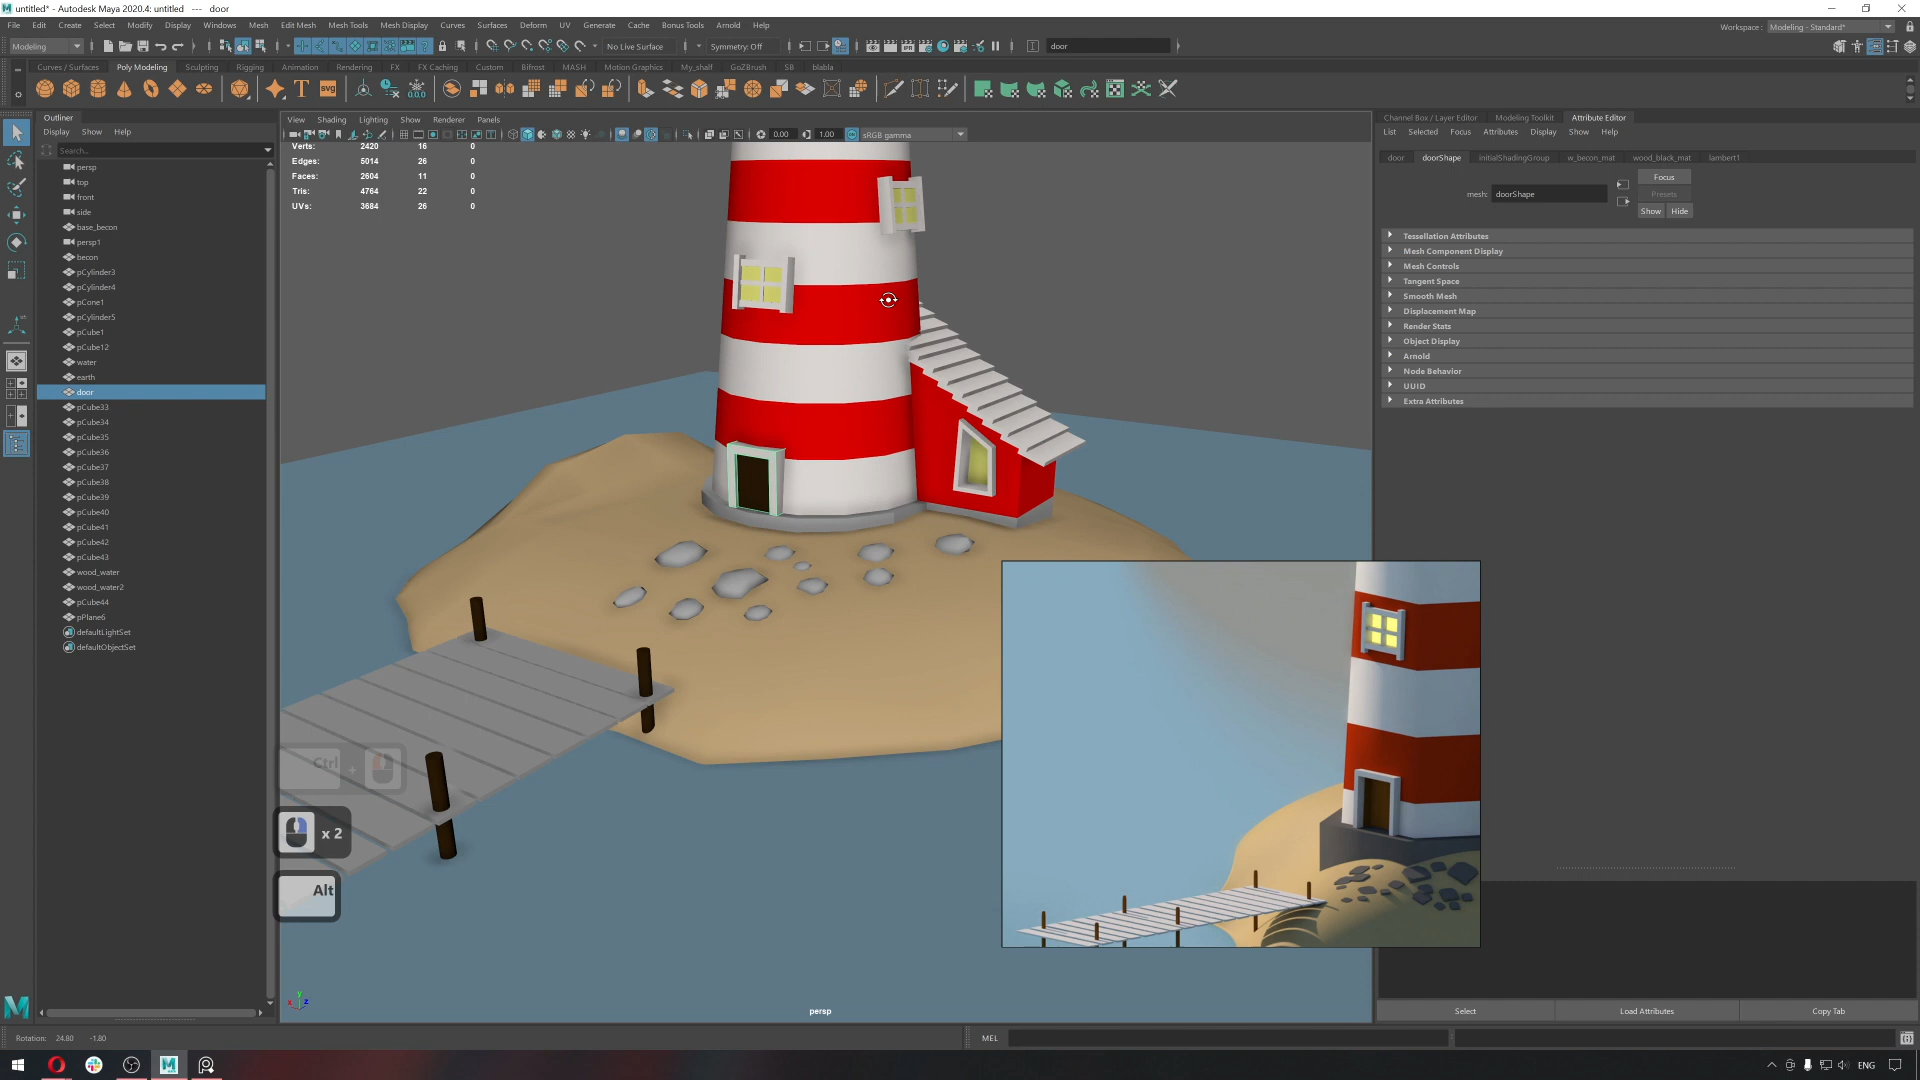 untitled* - Autodesk Maya 2020.4: untitled   ---   door
File Edit Create Select Modify Display Windows Mesh Edit Mesh Mesh Tools Mesh Display Curves Surfaces Deform UV Generate Cache Bonus Tools Arnold Help
Workspace : Modeling - Standard*
Modeling No Live Surface Symmetry: Off door
Curves / Surfaces Poly Modeling Sculpting Rigging Animation Rendering FX FX Caching Custom Bifrost MASH Motion Graphics My_shelf GoZBrush SB blabla
Outliner
Display Show Help
Search...
persp
top
front
side
base_becon
persp1
becon
pCylinder3
pCylinder4
pCone1
pCylinder5
pCube1
pCube12
water
earth
door
pCube33
pCube34
pCube35
pCube36
pCube37
pCube38
pCube39
pCube40
pCube41
pCube42
pCube43
wood_water
wood_water2
pCube44
pPlane6
defaultLightSet
defaultObjectSet
View Shading Lighting Show Renderer Panels
0.00 1.00 sRGB gamma
Verts: 2420 16 0
Edges: 5014 26 0
Faces: 2604 11 0
Tris: 4764 22 0
UVs: 3684 26 0
Ctrl +
x 2
Alt
persp
Channel Box / Layer Editor Modeling Toolkit Attribute Editor
List Selected Focus Attributes Display Show Help
door doorShape initialShadingGroup w_becon_mat wood_black_mat lambert1
Focus
mesh: doorShape Presets
Show Hide
Tessellation Attributes
Mesh Component Display
Mesh Controls
Tangent Space
Smooth Mesh
Displacement Map
Render Stats
Object Display
Arnold
Node Behavior
UUID
Extra Attributes
Select Load Attributes Copy Tab
Rotation: 24.80 -1.80
MEL
ENG